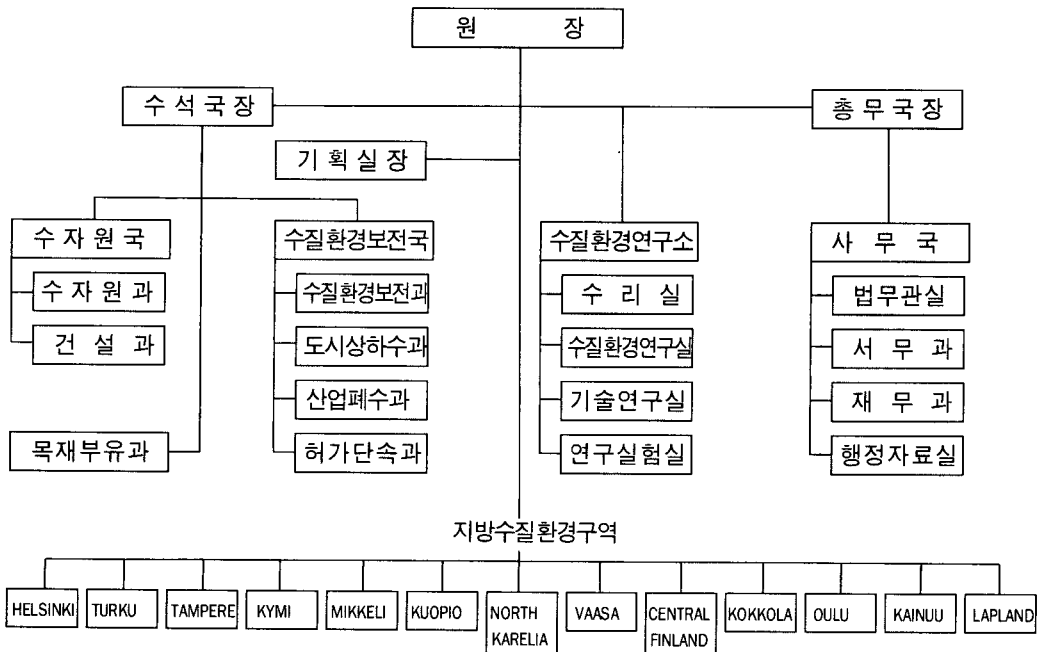 원 장
수석국장
총무국장
기획실장
수자원국
수자원과
건설과
목재부유과
수질환경보전국
수질환경보전과
도시상하수과
산업폐수과
허가단속과
수질환경연구소
수리실
수질환경연구실
기술연구실
연구실험실
사무국
법무관실
서무과
재무과
행정자료실
지방수질환경구역
HELSINKI
TURKU
TAMPERE
KYMI
MIKKELI
KUOPIO
NORTH
KARELIA
VAASA
CENTRAL
FINLAND
KOKKOLA
OULU
KAINUU
LAPLAND